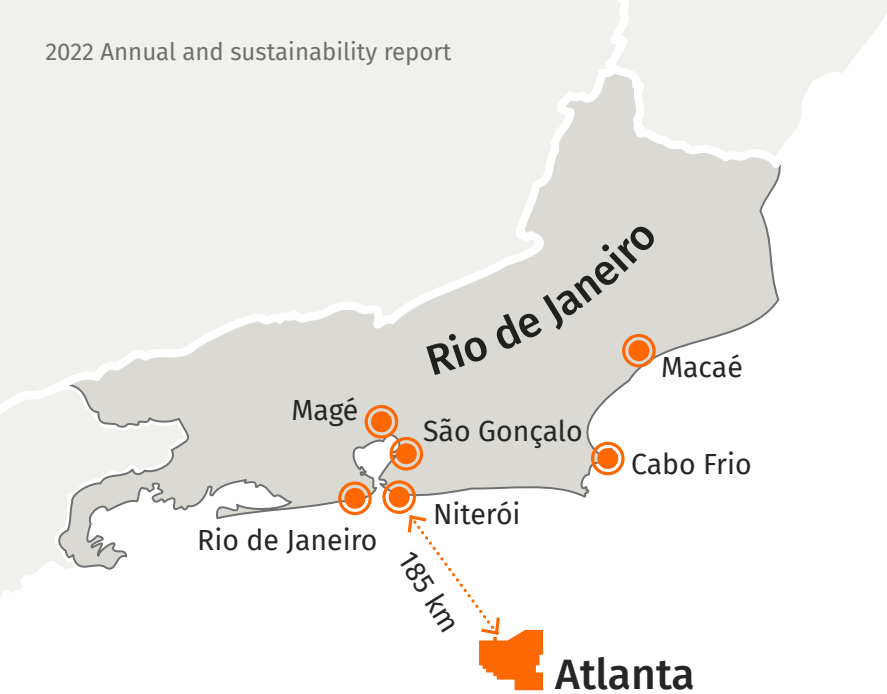 2022 Annual and sustainability report
Rio de Janeiro
Macaé
Magé
São Gonçalo
Cabo Frio
Niterói
Rio de Janeiro
185 km
Atlanta